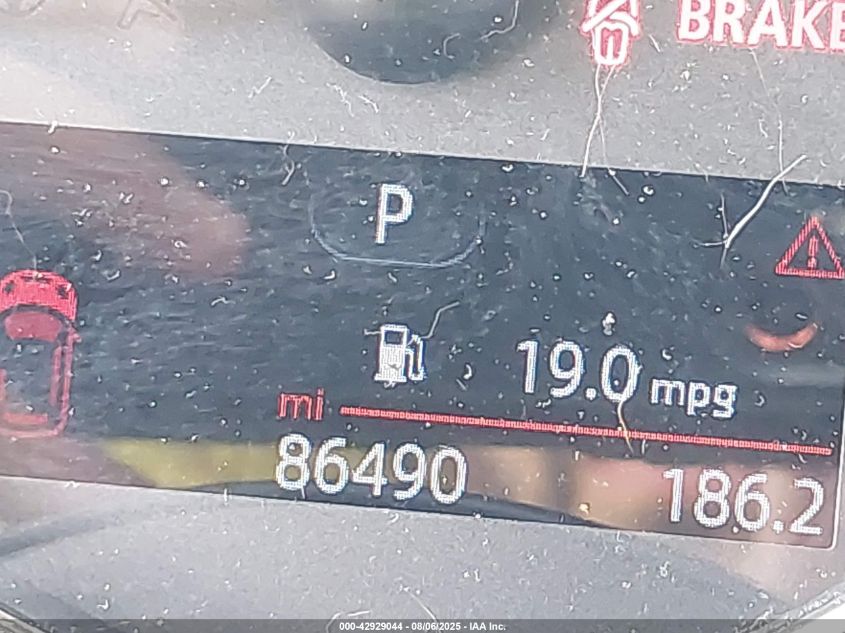 BRAKE
P
19.0 mpg
mi
86490 186.2
000-42929044 - 08/06/2025 - IAA Inc.